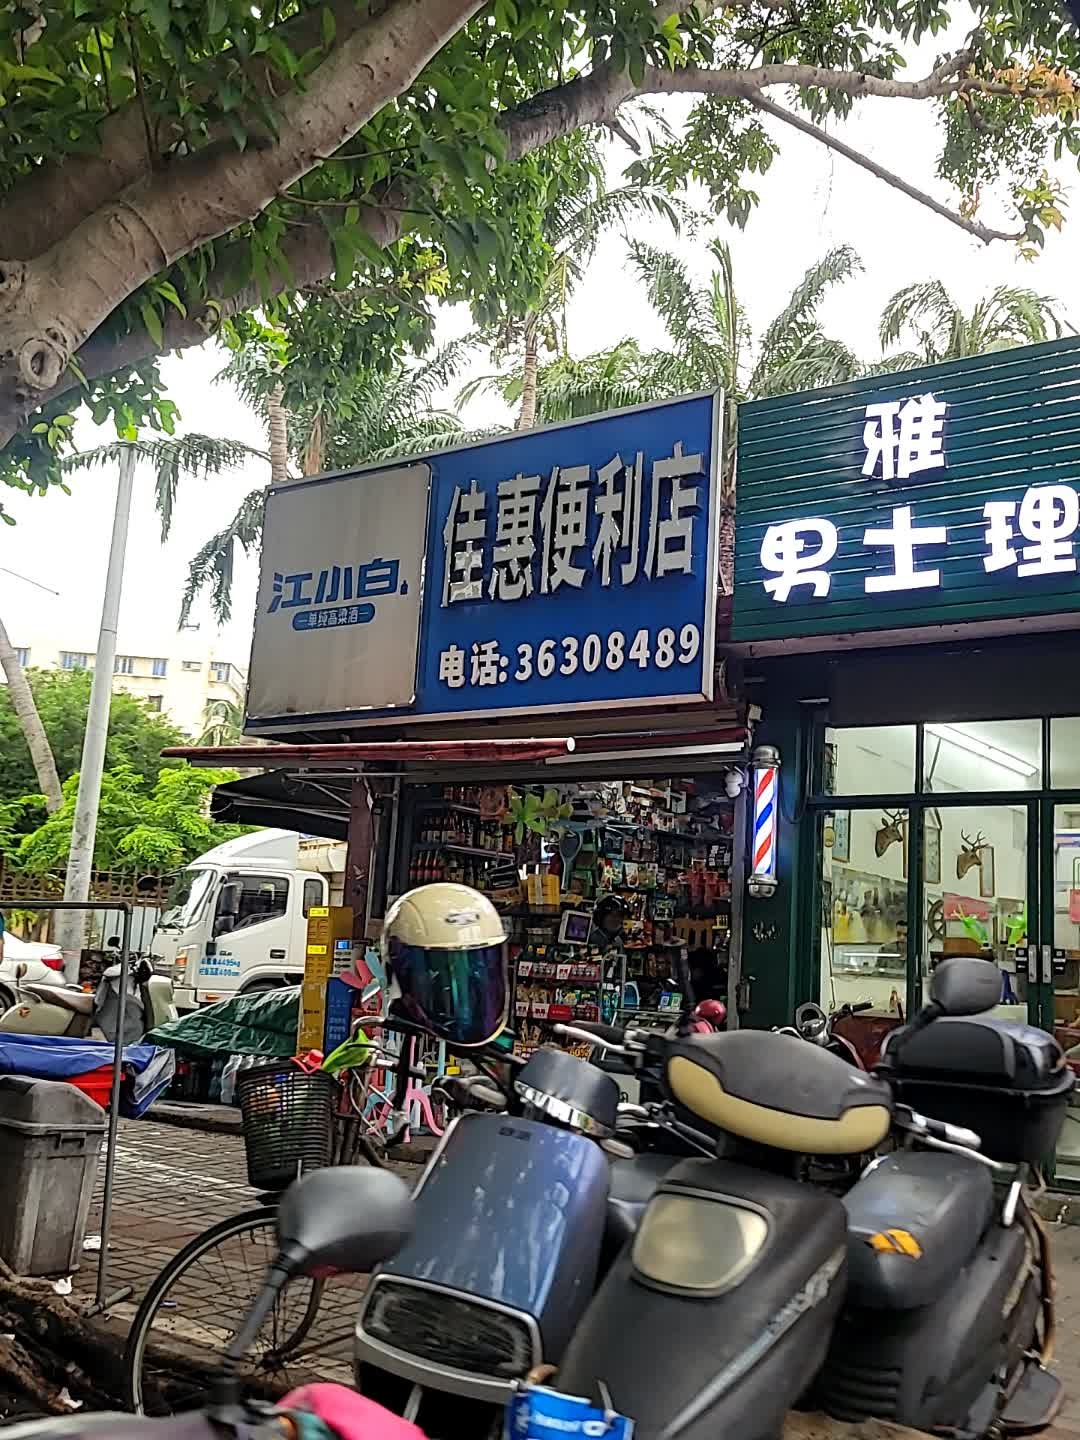 江小白
单纯高粱酒
佳惠便利店
电话:36308489
雅
男士理